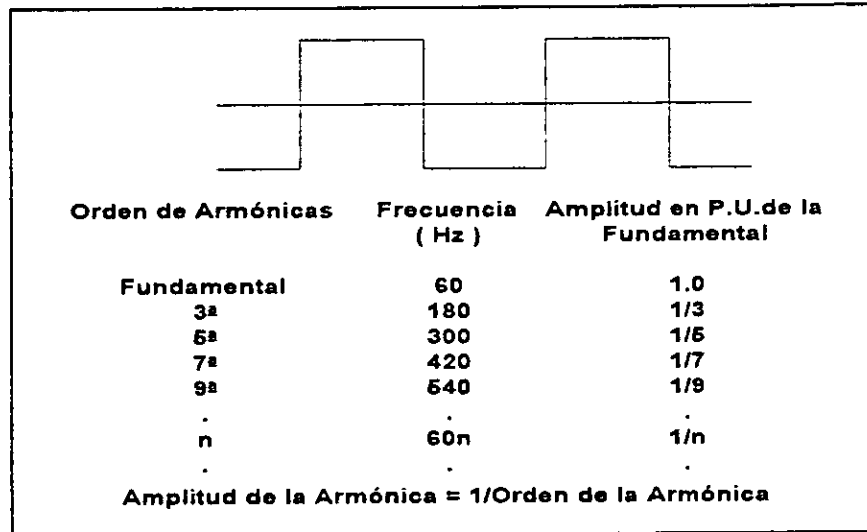 Orden de Armónicas Frecuencia Amplitud en P.U.de la
( Hz ) Fundamental
Fundamental 60 1.0
3ª 180 1/3
5ª 300 1/5
7ª 420 1/7
9ª 540 1/9
. . .
n 60n 1/n
. . .
Amplitud de la Armónica = 1/Orden de la Armónica